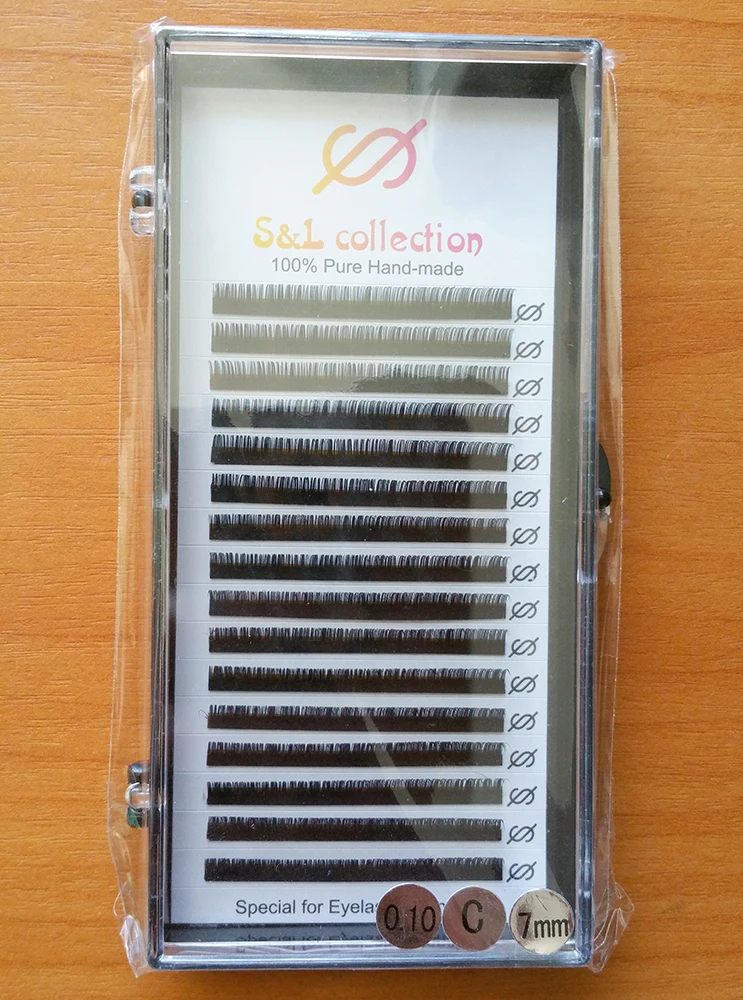 S&L collection
100% Pure Hand-made
Special for
0.10 C 7mm